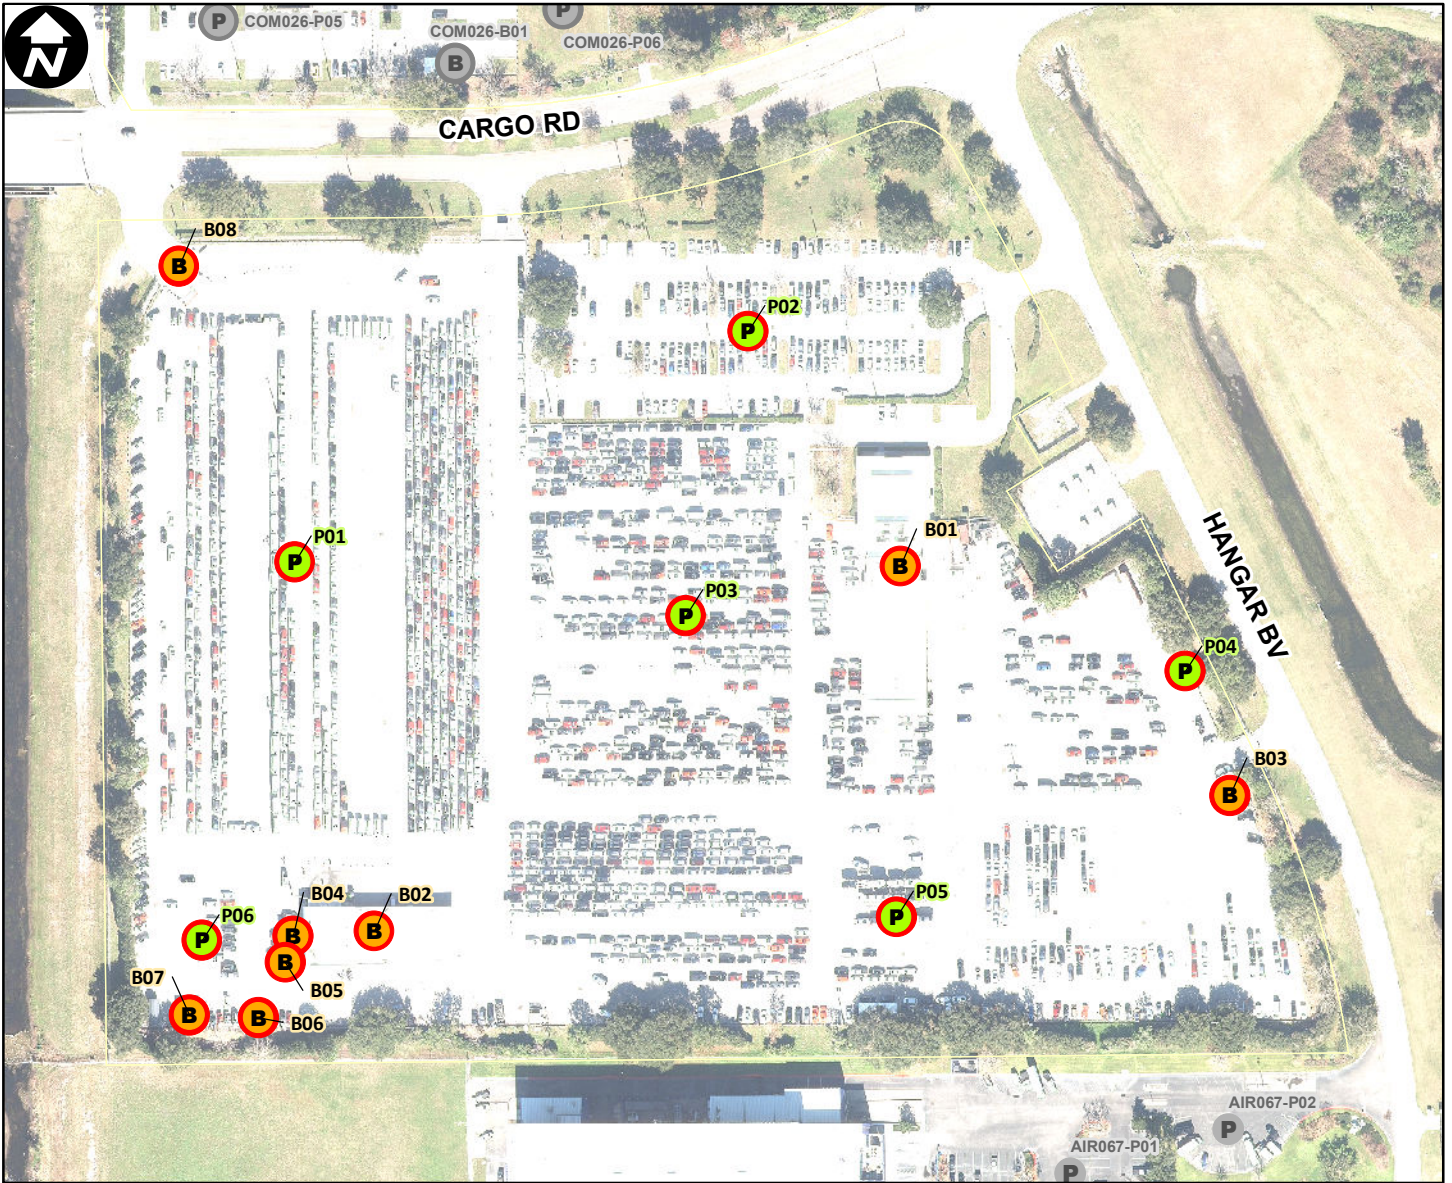 P
COM026-P05
P
COM026-B01
COM026-P06
B
N
CARGO RD
B08
B
P02
P
B01
B
P01
P
HANGAR BV
P03
P
P04
P
B03
B
B04
B02
P05
P
P06
P
B
B
B
B05
B07
B
B
B06
AIR067-P02
P
AIR067-P01
P